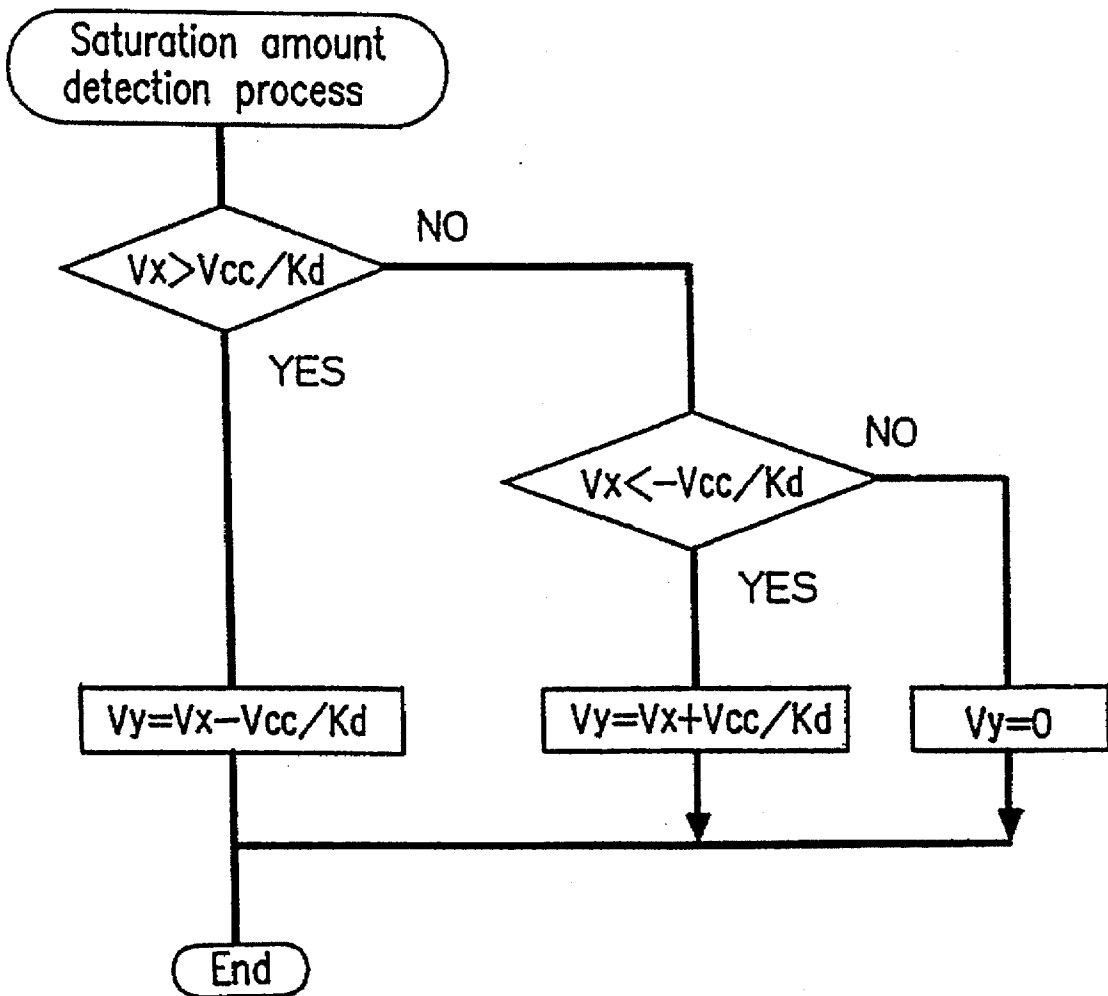 Saturation amount
detection process
Vx>Vcc/Kd
NO
YES
Vx<-Vcc/Kd
NO
YES
Vy=Vx-Vcc/Kd
Vy=Vx+Vcc/Kd
Vy=0
End